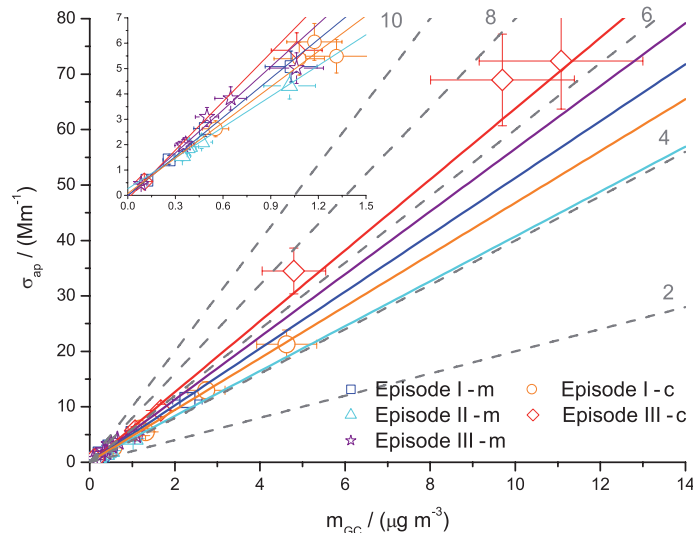 7
6
5
4
3
2
1
0
0.0 0.3 0.6 0.9 1.2 1.5
10 8 6
4
2
80
70
60
50
40
30
20
10
0
σap / (Mm-1)
Episode I - m Episode I - c
Episode II - m Episode III - c
Episode III - m
0 2 4 6 8 10 12 14
mGC / (μg m-3)